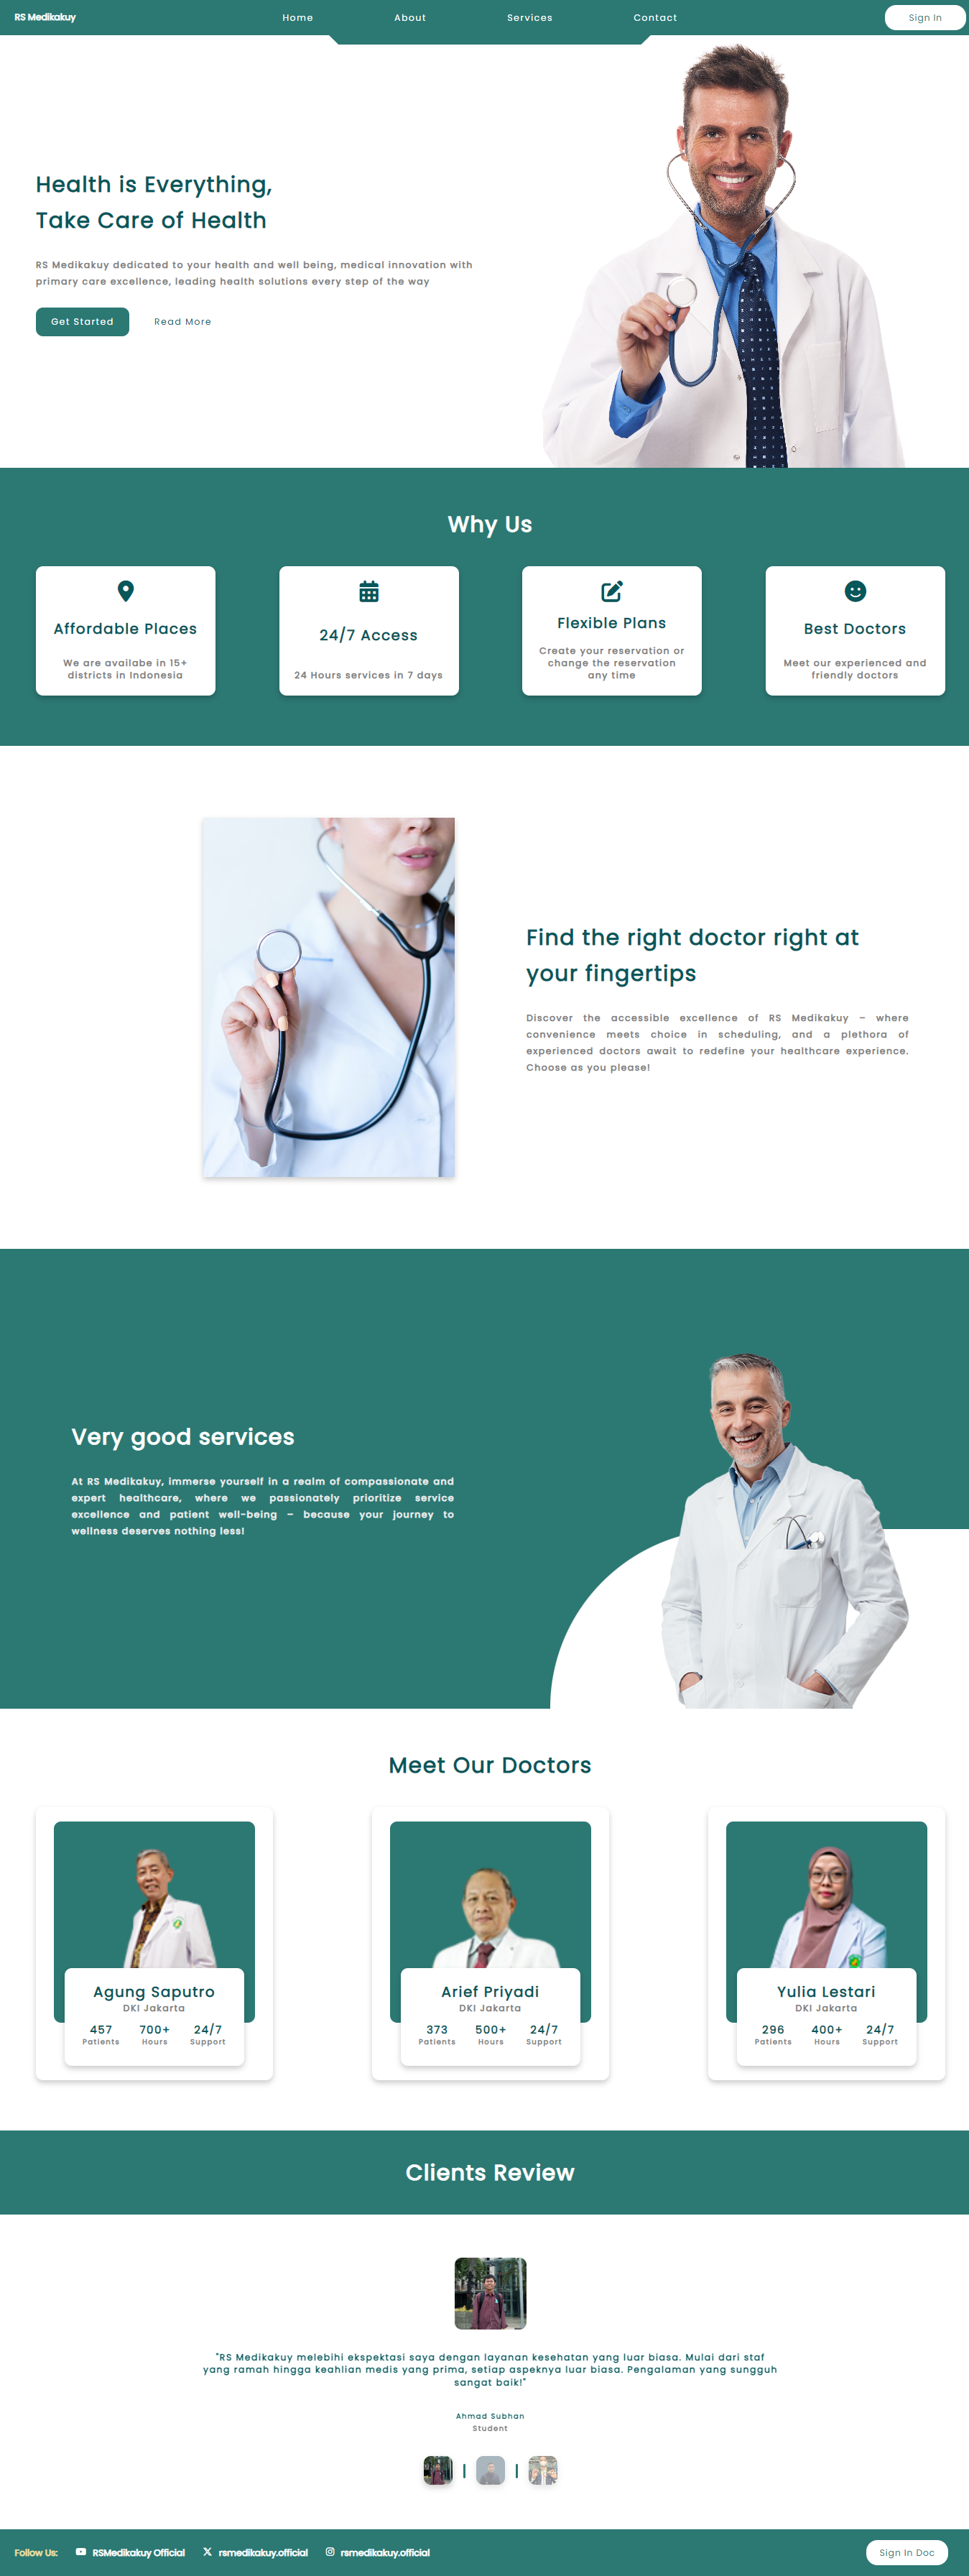 RS Medikakuy
Home
About
Services
Contact
Sign In
Health is Everything,
Take Care of Health
RS Medikakuy dedicated to your health and well being, medical innovation with
primary care excellence, leading health solutions every step of the way
Get Started
Read More
Why Us
Affordable Places
We are availabe in 15+
districts in Indonesia
24/7 Access
24 Hours services in 7 days
Flexible Plans
Create your reservation or
change the reservation
any time
Best Doctors
Meet our experienced and
friendly doctors
Find the right doctor right at
your fingertips
Discover the accessible excellence of RS Medikakuy – where
convenience meets choice in scheduling, and a plethora of
experienced doctors await to redefine your healthcare experience.
Choose as you please!
Very good services
At RS Medikakuy, immerse yourself in a realm of compassionate and
expert healthcare, where we passionately prioritize service
excellence and patient well-being – because your journey to
wellness deserves nothing less!
Meet Our Doctors
Agung Saputro
DKI Jakarta
457 700+ 24/7
Patients Hours Support
Arief Priyadi
DKI Jakarta
373 500+ 24/7
Patients Hours Support
Yulia Lestari
DKI Jakarta
296 400+ 24/7
Patients Hours Support
Clients Review
"RS Medikakuy melebihi ekspektasi saya dengan layanan kesehatan yang luar biasa. Mulai dari staf
yang ramah hingga keahlian medis yang prima, setiap aspeknya luar biasa. Pengalaman yang sungguh
sangat baik!"
Ahmad Subhan
Student
Follow Us:
RSMedikakuy Official
rsmedikakuy.official
rsmedikakuy.official
Sign In Doc